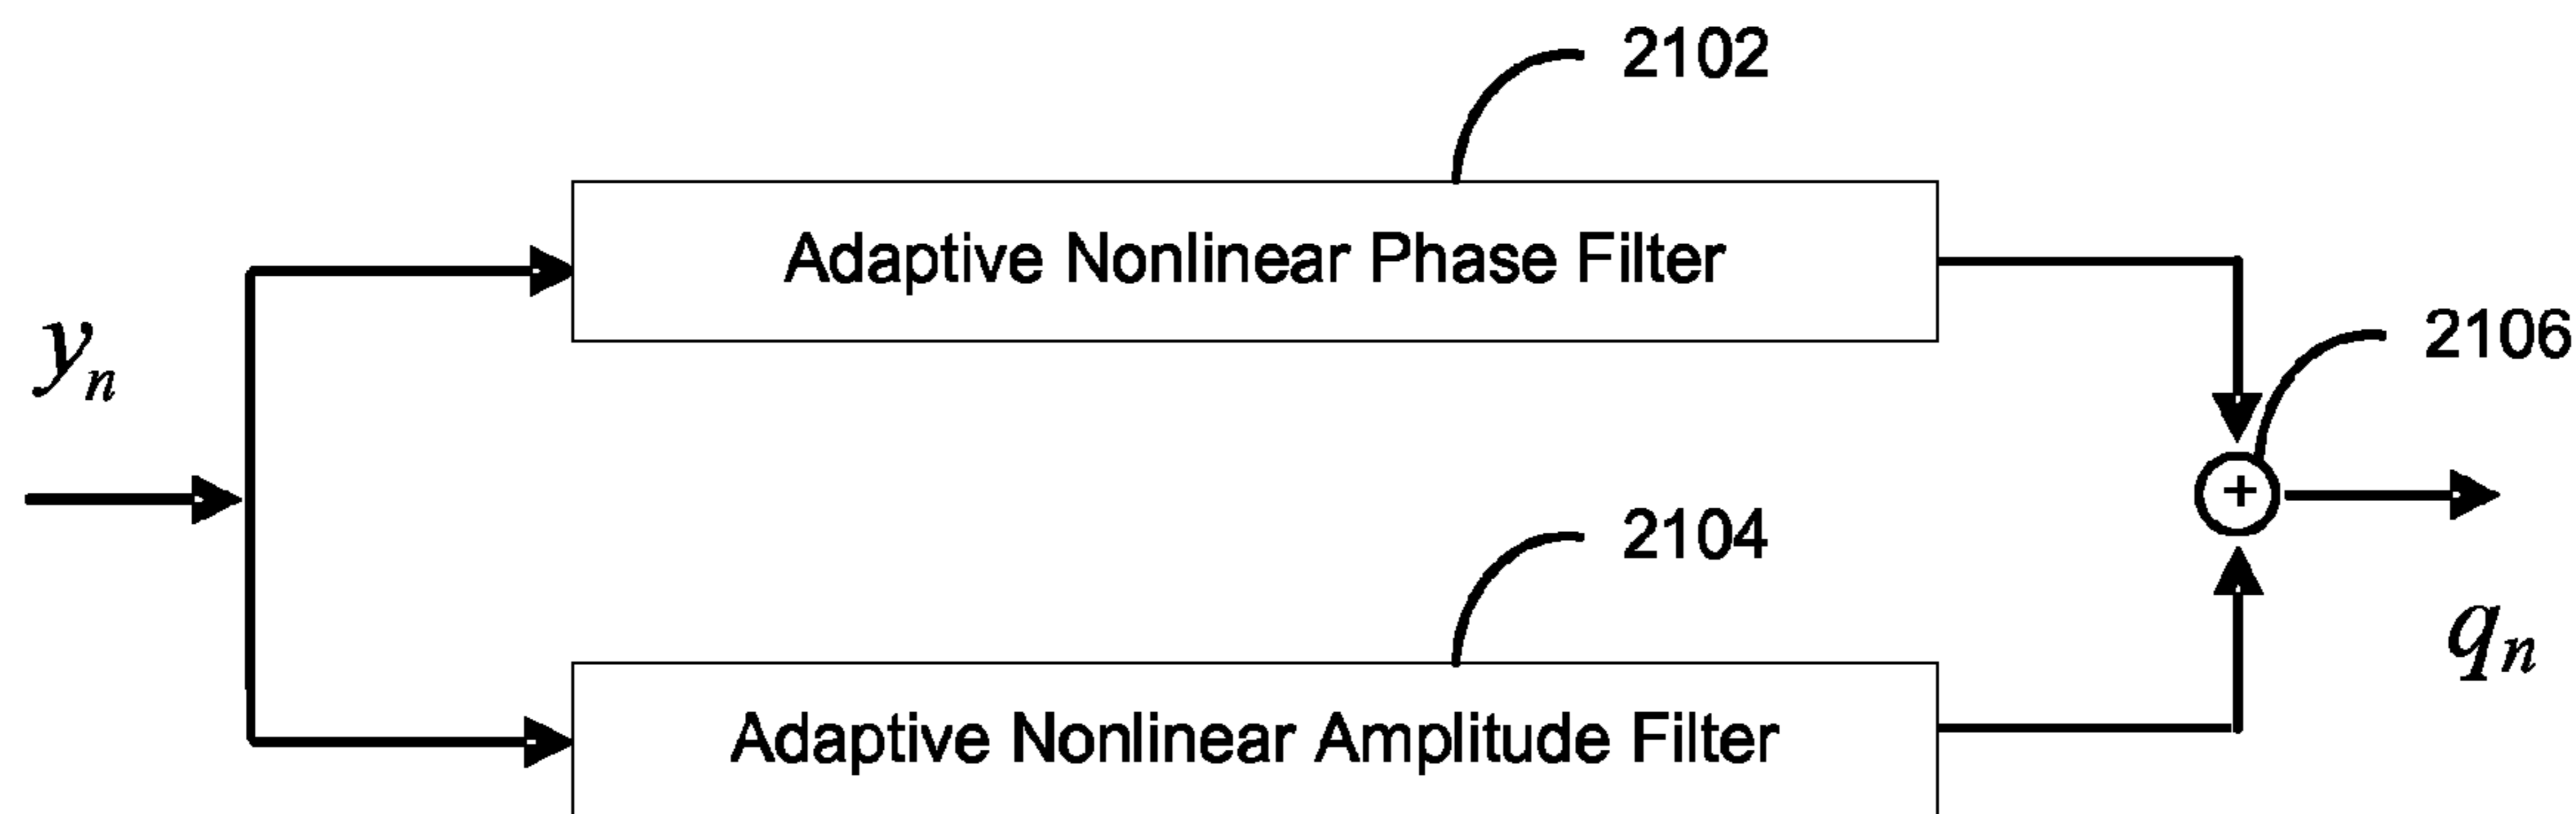 2102
Adaptive Nonlinear Phase Filter
yn
2106
+
2104
qn
Adaptive Nonlinear Amplitude Filter